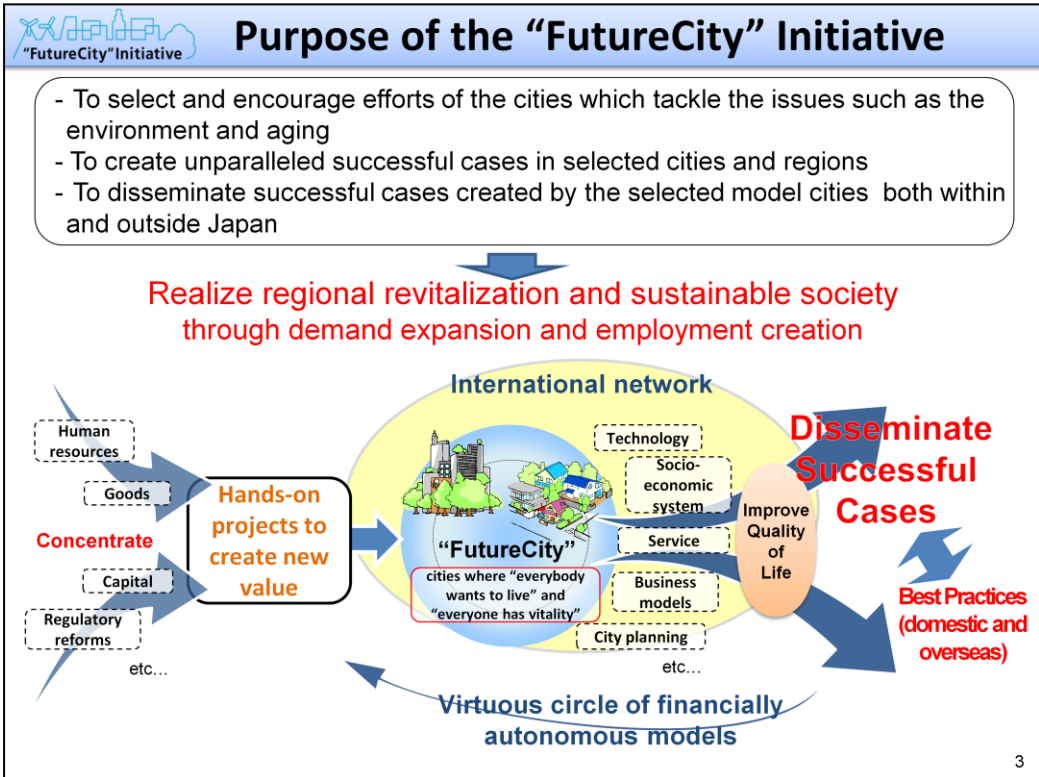 "FutureCity"Initiative
Purpose of the “FutureCity” Initiative
- To select and encourage efforts of the cities which tackle the issues such as the
environment and aging
- To create unparalleled successful cases in selected cities and regions
- To disseminate successful cases created by the selected model cities both within
and outside Japan
Realize regional revitalization and sustainable society
through demand expansion and employment creation
International network
Human
resources
Goods
Concentrate
Capital
Regulatory
reforms
etc...
Hands-on
projects to
create new
value
“FutureCity”
cities where “everybody
wants to live” and
“everyone has vitality”
Technology
Socio-
economic
system
Service
Business
models
City planning
etc...
Improve
Quality
of
Life
Disseminate
Successful
Cases
Best Practices
(domestic and
overseas)
Virtuous circle of financially
autonomous models
3